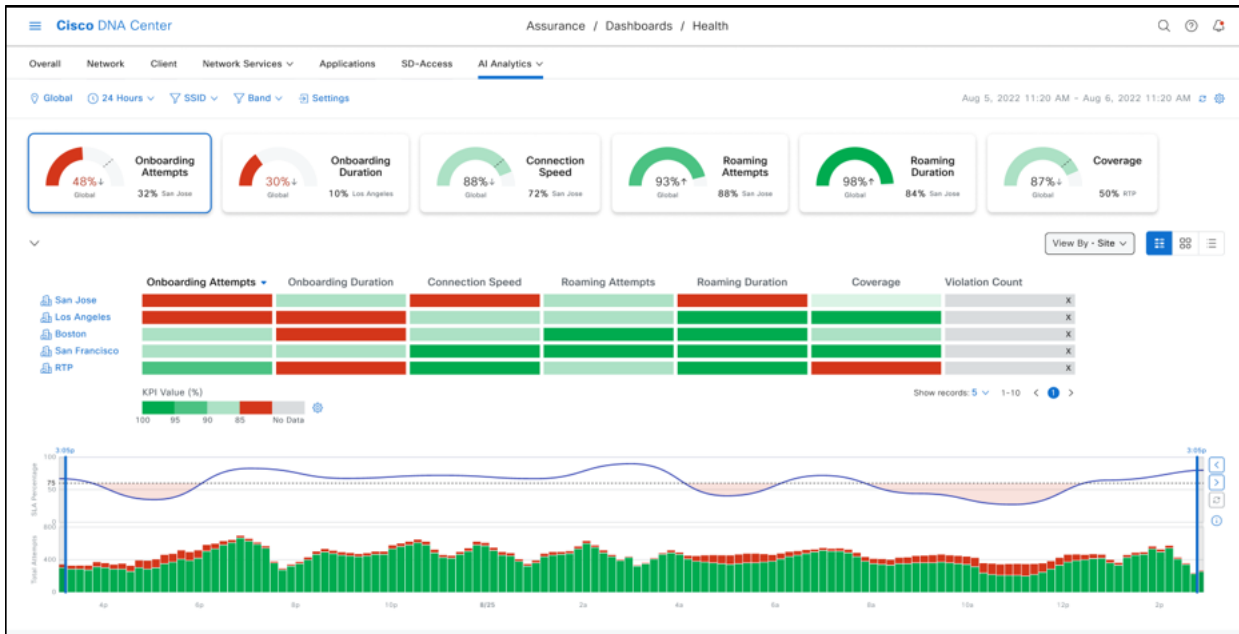 Cisco DNA Center
Assurance / Dashboards / Health
Overall Network Client Network Services Applications SD-Access AI Analytics
Global 24 Hours SSID Band Settings
Aug 5, 2022 11:20 AM - Aug 6, 2022 11:20 AM
48%↓ Global Onboarding Attempts 32% San Jose
30%↓ Global Onboarding Duration 10% Los Angeles
88%↓ Global Connection Speed 72% San Jose
93%↑ Global Roaming Attempts 88% San Jose
98%↑ Global Roaming Duration 84% San Jose
87%↓ Global Coverage 50% RTP
View By - Site
Onboarding Attempts Onboarding Duration Connection Speed Roaming Attempts Roaming Duration Coverage Violation Count
San Jose X
Los Angeles X
Boston X
San Francisco X
RTP X
KPI Value (%)
100 95 90 85 No Data
Show records: 5 1-10 1
3:05p 3:05p
100
75
50
0
SLA Percentage
800
400
0
Total Attempts
4p 6p 8p 10p 8/25 2a 4a 6a 8a 10a 12p 2p